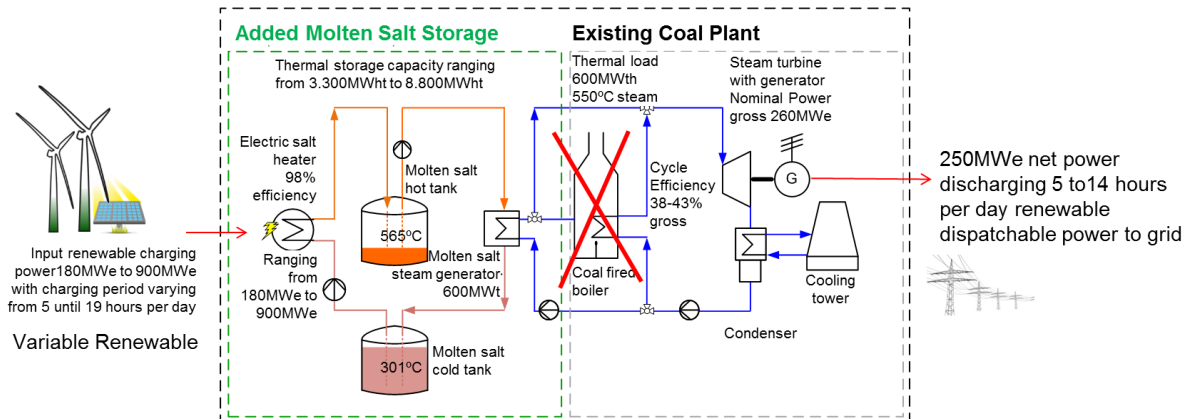 Added Molten Salt Storage
Existing Coal Plant
Thermal storage capacity ranging
from 3.300MWht to 8.800MWht
Thermal load
600MWth
550ºC steam
Steam turbine
with generator
Nominal Power
gross 260MWe
Electric salt
heater
98%
efficiency
Molten salt
hot tank
Cycle
Efficiency
38-43%
gross
G
250MWe net power
discharging 5 to14 hours
per day renewable
dispatchable power to grid
565ºC
Input renewable charging
power180MWe to 900MWe
with charging period varying
from 5 until 19 hours per day
Variable Renewable
Ranging
from
180MWe to
900MWe
Molten salt
steam generator
600MWt
Coal fired
boiler
Cooling
tower
Condenser
301ºC
Molten salt
cold tank